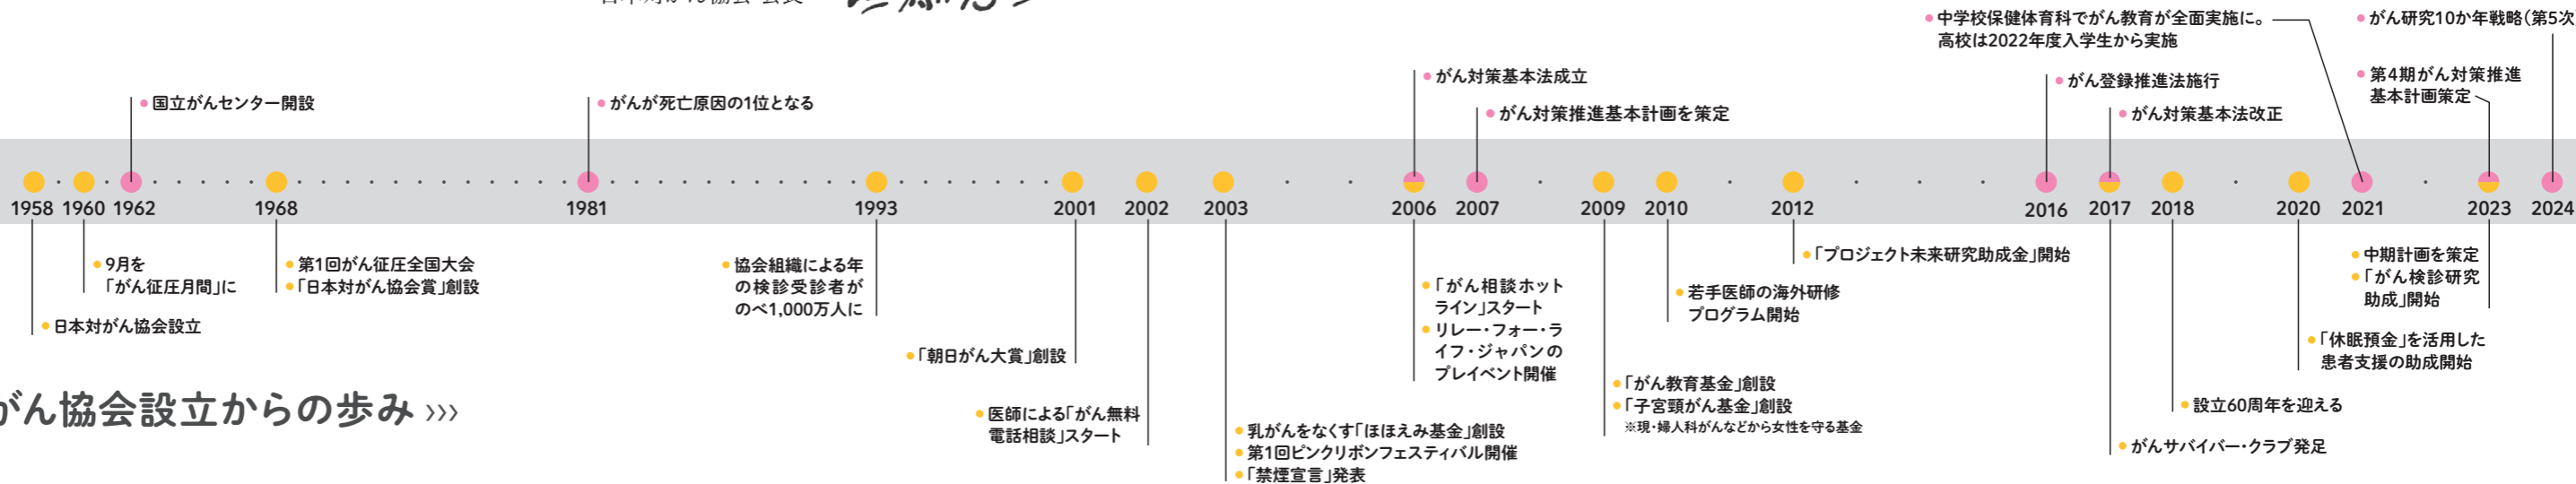 日本対がん協会 会長
中学校保健体育科でがん教育が全面実施に。
高校は2022年度入学生から実施
がん研究10か年戦略(第5次
がん対策基本法成立
がん登録推進法施行
第4期がん対策推進
基本計画策定
国立がんセンター開設
がんが死亡原因の1位となる
がん対策推進基本計画を策定
がん対策基本法改正
1958 1960 1962 1968 1981 1993 2001 2002 2003 2006 2007 2009 2010 2012 2016 2017 2018 2020 2021 2023 2024
日本対がん協会設立
9月を
「がん征圧月間」に
第1回がん征圧全国大会
「日本対がん協会賞」創設
協会組織による年
の検診受診者が
のべ1,000万人に
「朝日がん大賞」創設
医師による「がん無料
電話相談」スタート
乳がんをなくす「ほほえみ基金」創設
第1回ピンクリボンフェスティバル開催
「禁煙宣言」発表
「がん相談ホット
ライン」スタート
リレー・フォー・ラ
イフ・ジャパンの
プレイベント開催
「がん教育基金」創設
「子宮頸がん基金」創設
※現・婦人科がんなどから女性を守る基金
若手医師の海外研修
プログラム開始
「プロジェクト未来研究助成金」開始
がんサバイバー・クラブ発足
設立60周年を迎える
「休眠預金」を活用した
患者支援の助成開始
中期計画を策定
「がん検診研究
助成」開始
がん協会設立からの歩み ›››